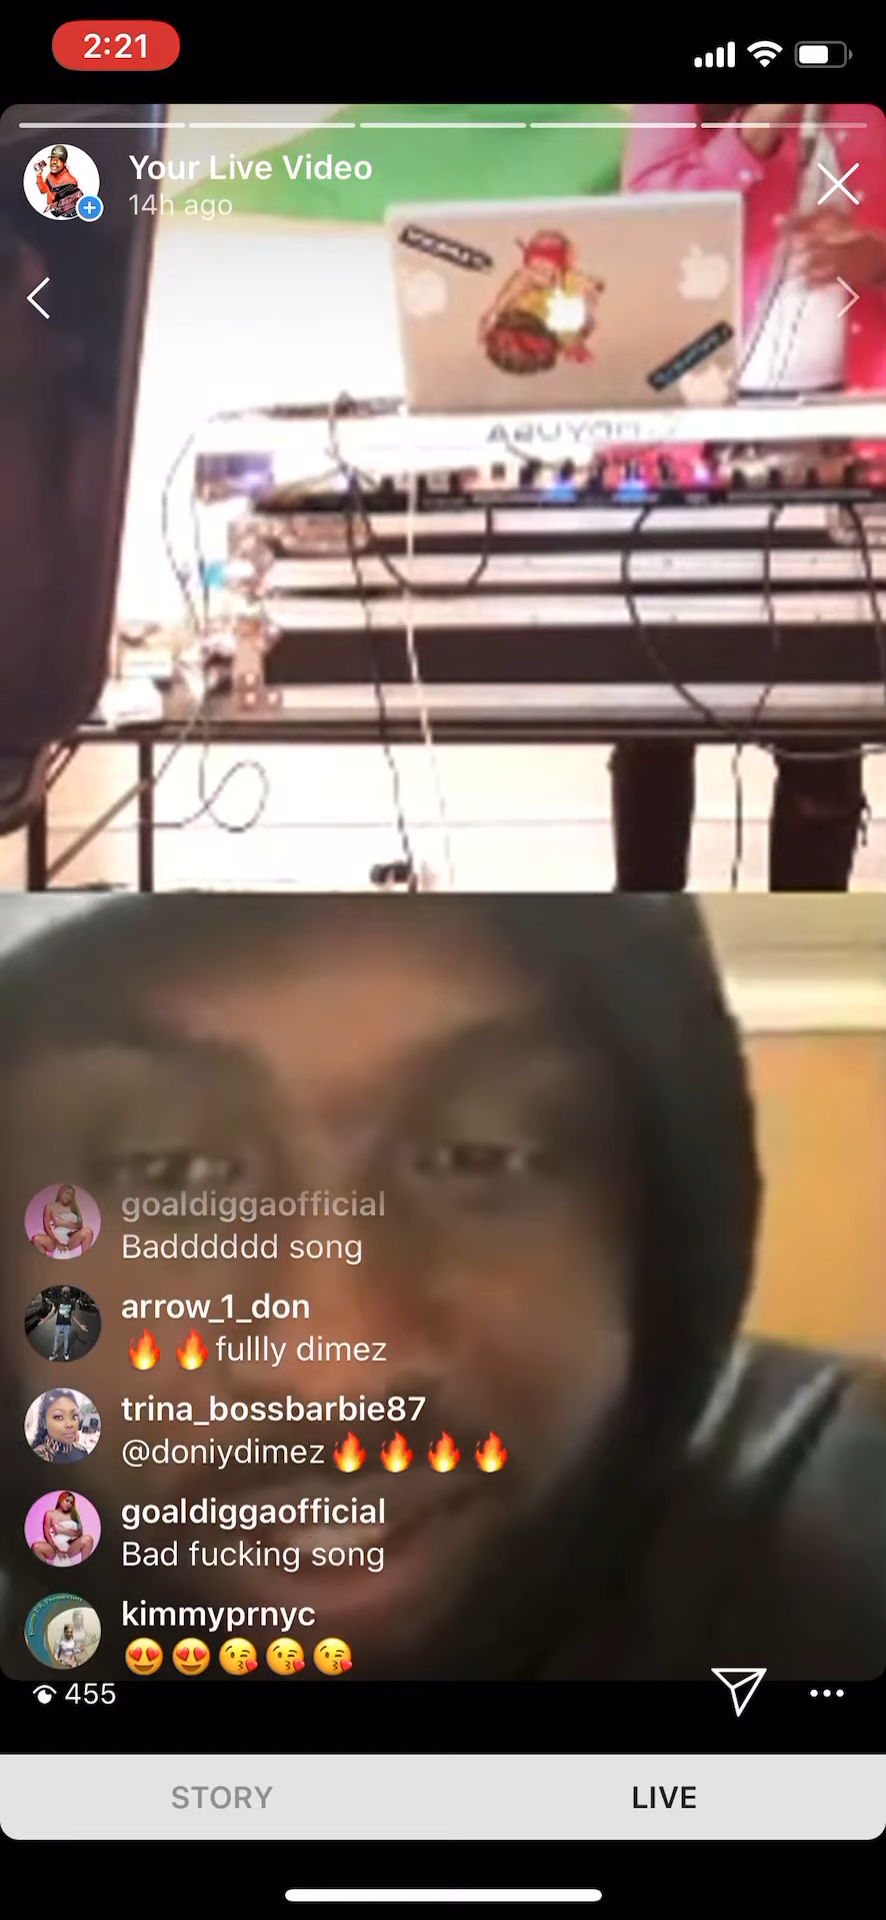 2:21
Your Live Video
14h ago
goaldiggaofficial
Badddddd song
arrow_1_don
🔥 🔥 fullly dimez
trina_bossbarbie87
@doniydimez 🔥 🔥 🔥 🔥
goaldiggaofficial
Bad fucking song
kimmyprnyc
😍 😍 😘 😘 😘
455
STORY
LIVE